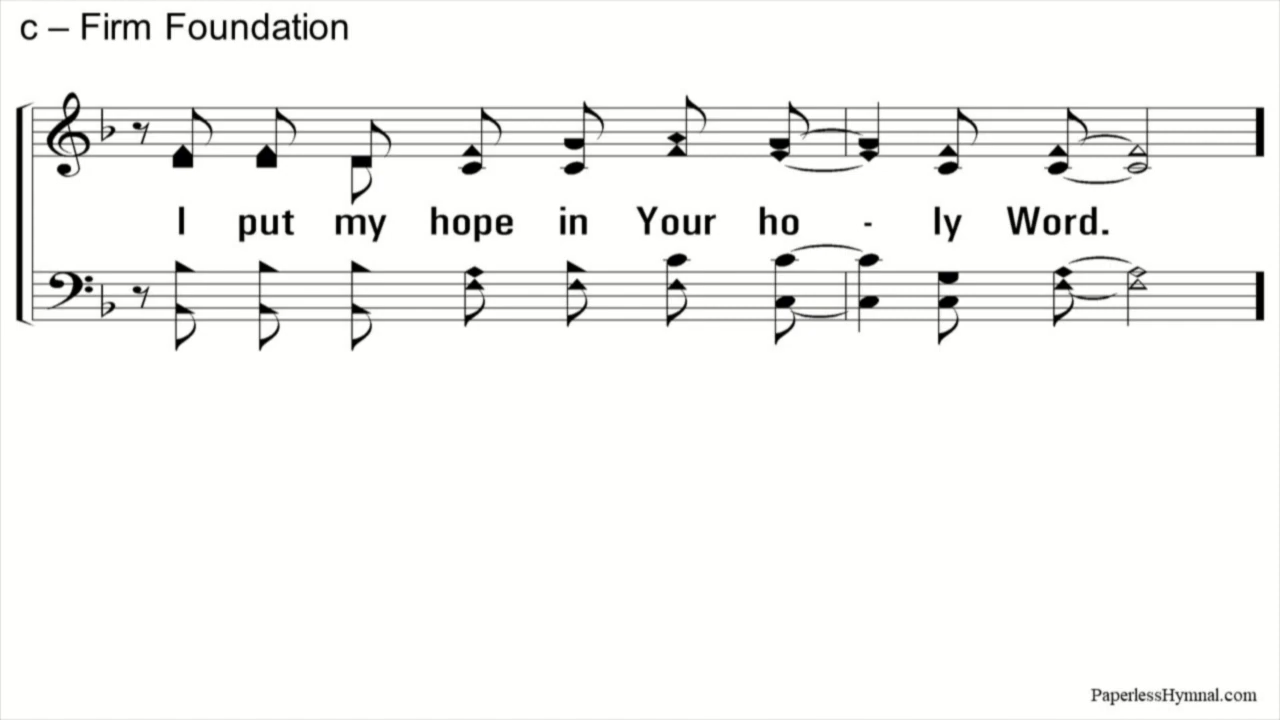 c – Firm Foundation
I put my hope in Your ho - ly Word.
PaperlessHymnal.com